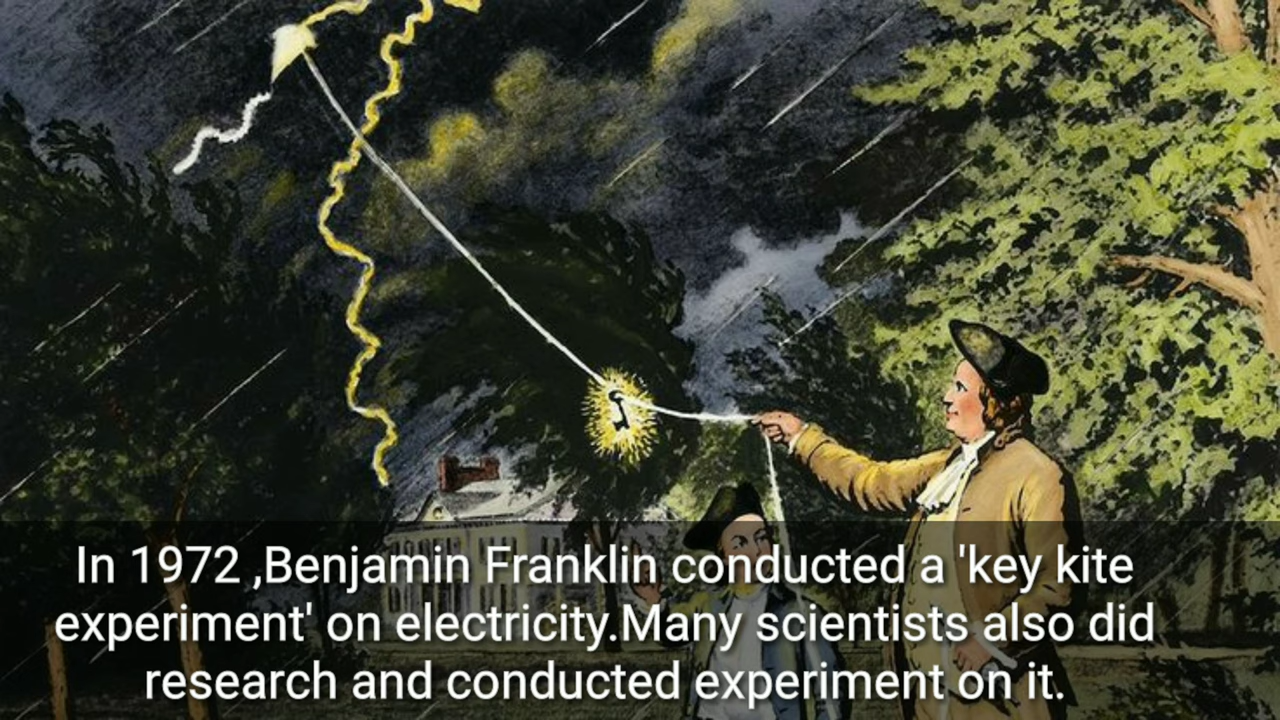 In 1972 ,Benjamin Franklin conducted a 'key kite
experiment' on electricity.Many scientists also did
research and conducted experiment on it.